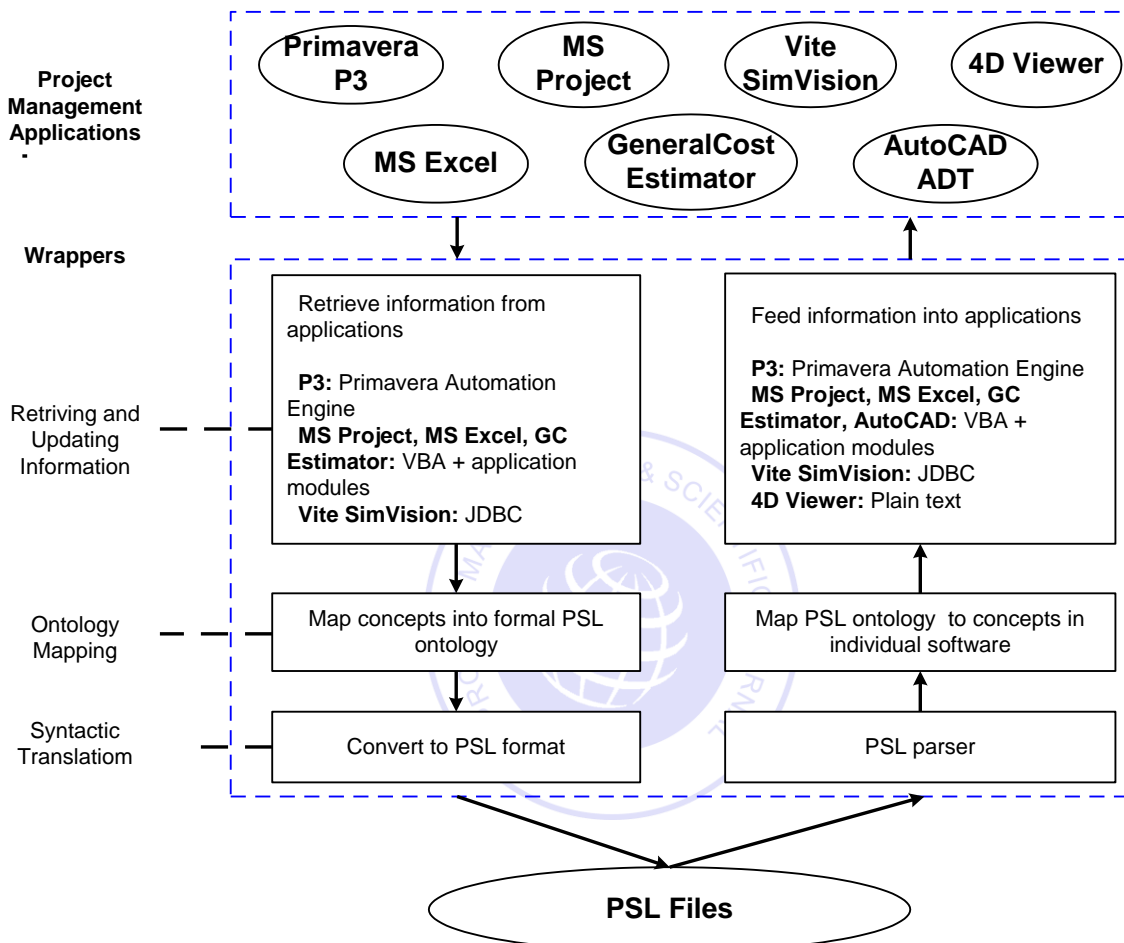 Primavera
P3
MS
Project
Vite
SimVision
4D Viewer
Project
Management
Applications
-
MS Excel
GeneralCost
Estimator
AutoCAD
ADT
Wrappers
Retrieve information from
applications
P3: Primavera Automation
Engine
MS Project, MS Excel, GC
Estimator: VBA + application
modules
Vite SimVision: JDBC
Feed information into applications
P3: Primavera Automation Engine
MS Project, MS Excel, GC
Estimator, AutoCAD: VBA +
application modules
Vite SimVision: JDBC
4D Viewer: Plain text
Retriving and
Updating
Information
Ontology
Mapping
Map concepts into formal PSL
ontology
Map PSL ontology to concepts in
individual software
Syntactic
Translatiom
Convert to PSL format
PSL parser
PSL Files